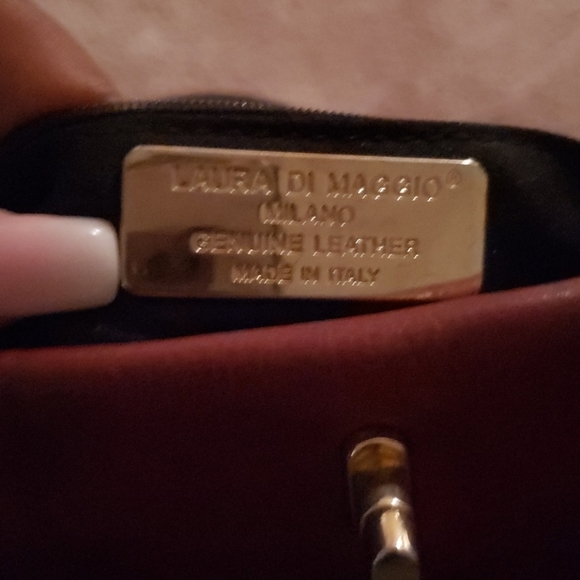 LAURA DI MAGGIO®
MILANO
GENUINE LEATHER
MADE IN ITALY